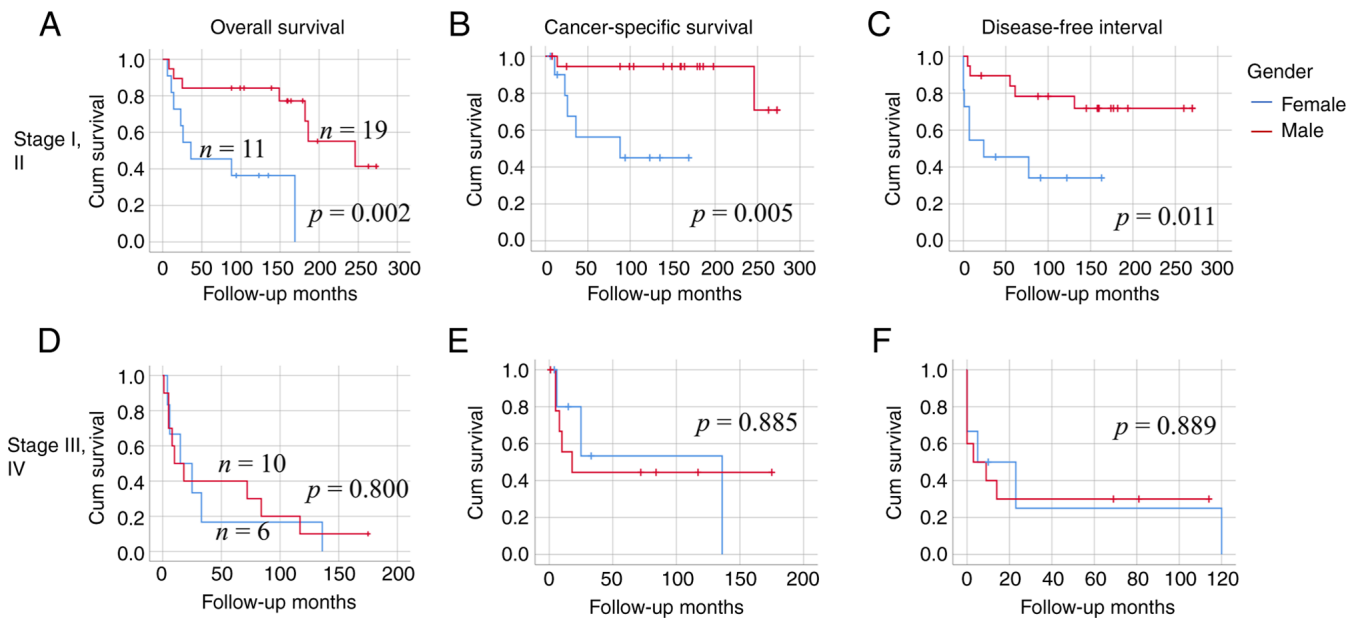 A
Overall survival
B
Cancer-specific survival
C
Disease-free interval
Gender
Female
Male
Stage I,
II
Cum survival
1.0
0.8
0.6
0.4
0.2
0.0
n = 19
n = 11
p = 0.002
0 50 100 150 200 250 300
Follow-up months
Cum survival
1.0
0.8
0.6
0.4
0.2
0.0
p = 0.005
0 50 100 150 200 250 300
Follow-up months
Cum survival
1.0
0.8
0.6
0.4
0.2
0.0
p = 0.011
0 50 100 150 200 250 300
Follow-up months
D
E
F
Stage III,
IV
Cum survival
1.0
0.8
0.6
0.4
0.2
0.0
n = 10
p = 0.800
n = 6
0 50 100 150 200
Follow-up months
Cum survival
1.0
0.8
0.6
0.4
0.2
0.0
p = 0.885
0 50 100 150 200
Follow-up months
Cum survival
1.0
0.8
0.6
0.4
0.2
0.0
p = 0.889
0 20 40 60 80 100 120
Follow-up months